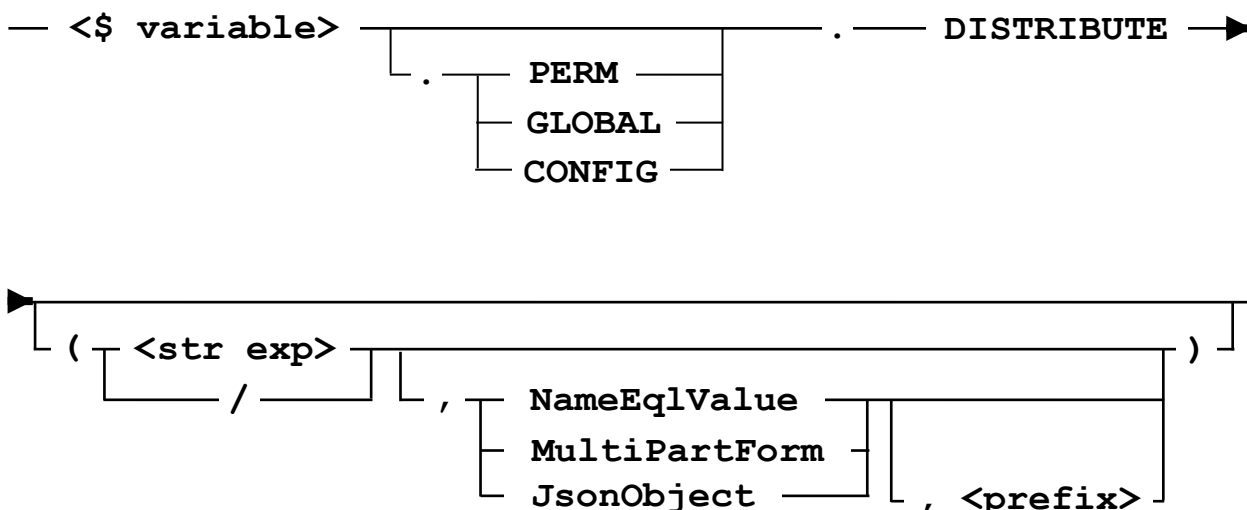 <$ variable> . DISTRIBUTE
. PERM
GLOBAL
CONFIG
( <str exp> )
/
, NameEqlValue
MultiPartForm
JsonObject , <prefix>